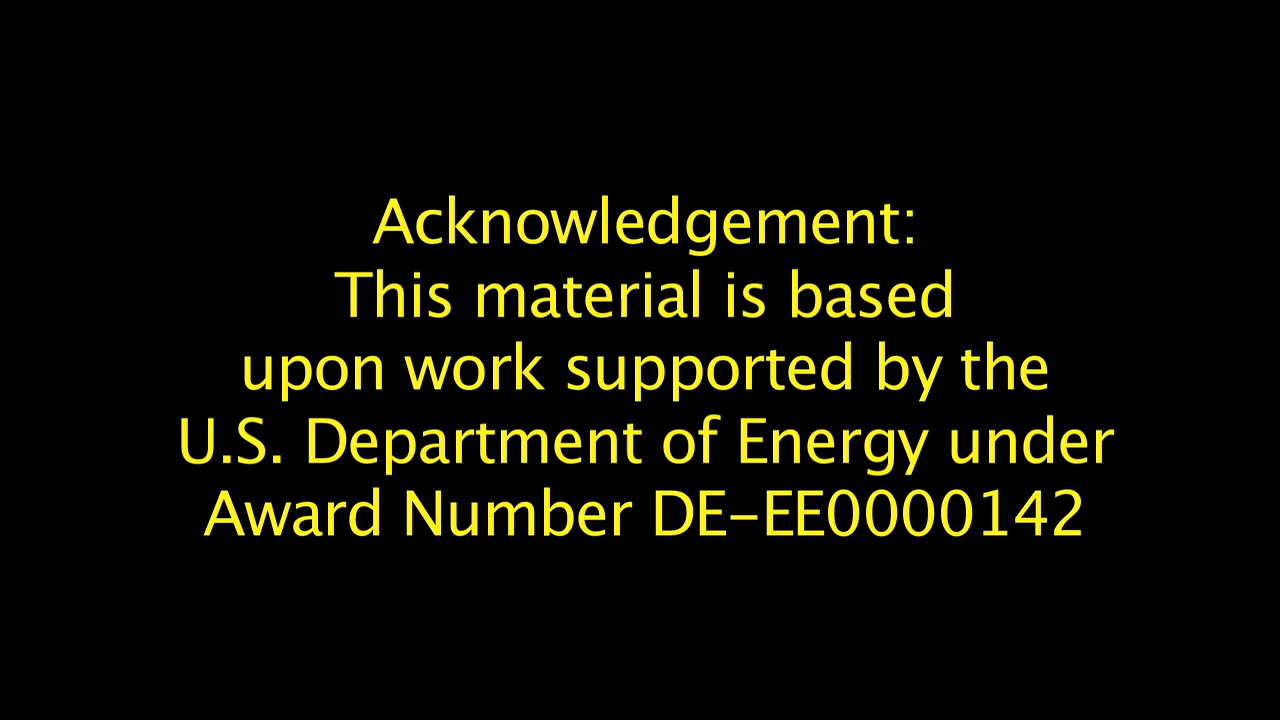 Acknowledgement:
This material is based
upon work supported by the
U.S. Department of Energy under
Award Number DE-EE0000142